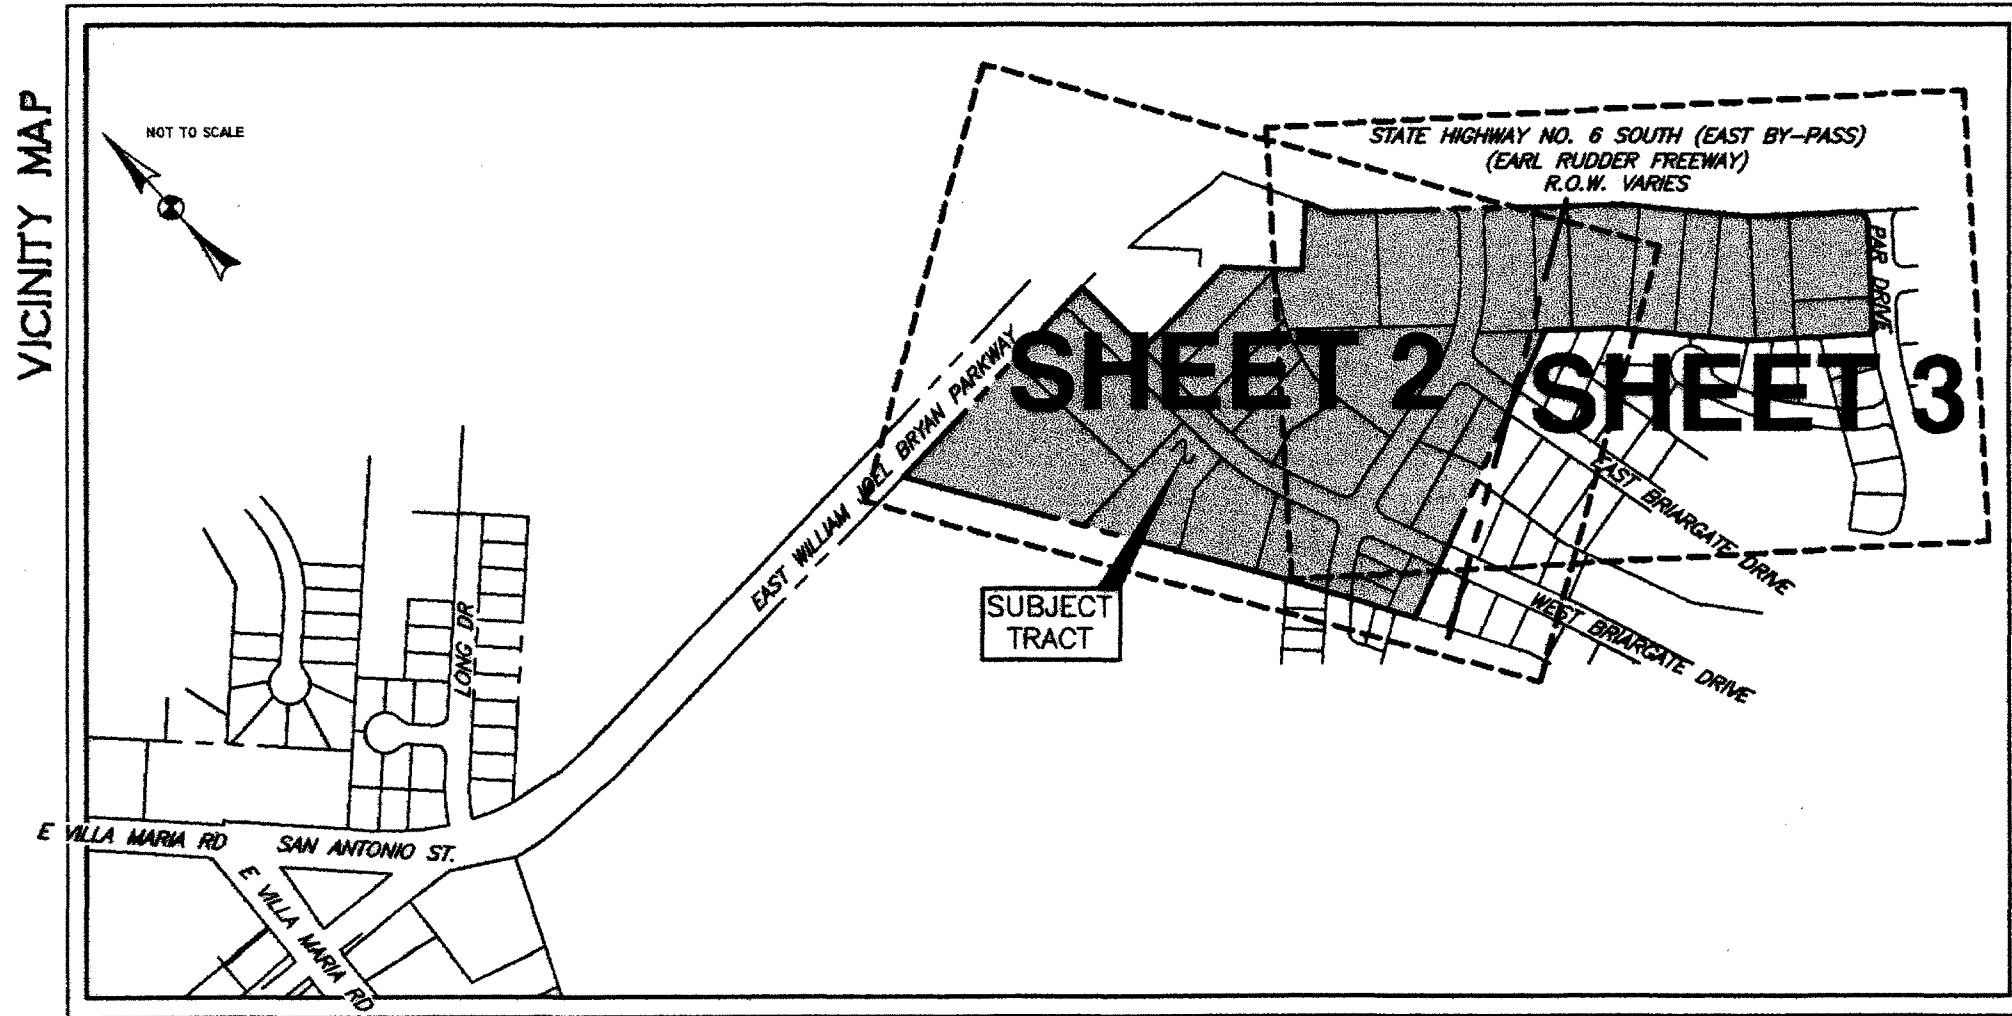 VICINITY MAP
NOT TO SCALE
STATE HIGHWAY NO. 6 SOUTH (EAST BY-PASS)
(EARL RUDDER FREEWAY)
R.O.W. VARIES
PAR DRIVE
SHEET 2
SHEET 3
EAST WILLIAM JOEL BRYAN PARKWAY
EAST BRIARGATE DRIVE
WEST BRIARGATE DRIVE
SUBJECT
TRACT
LONG DR
E VILLA MARIA RD
SAN ANTONIO ST.
E VILLA MARIA RD